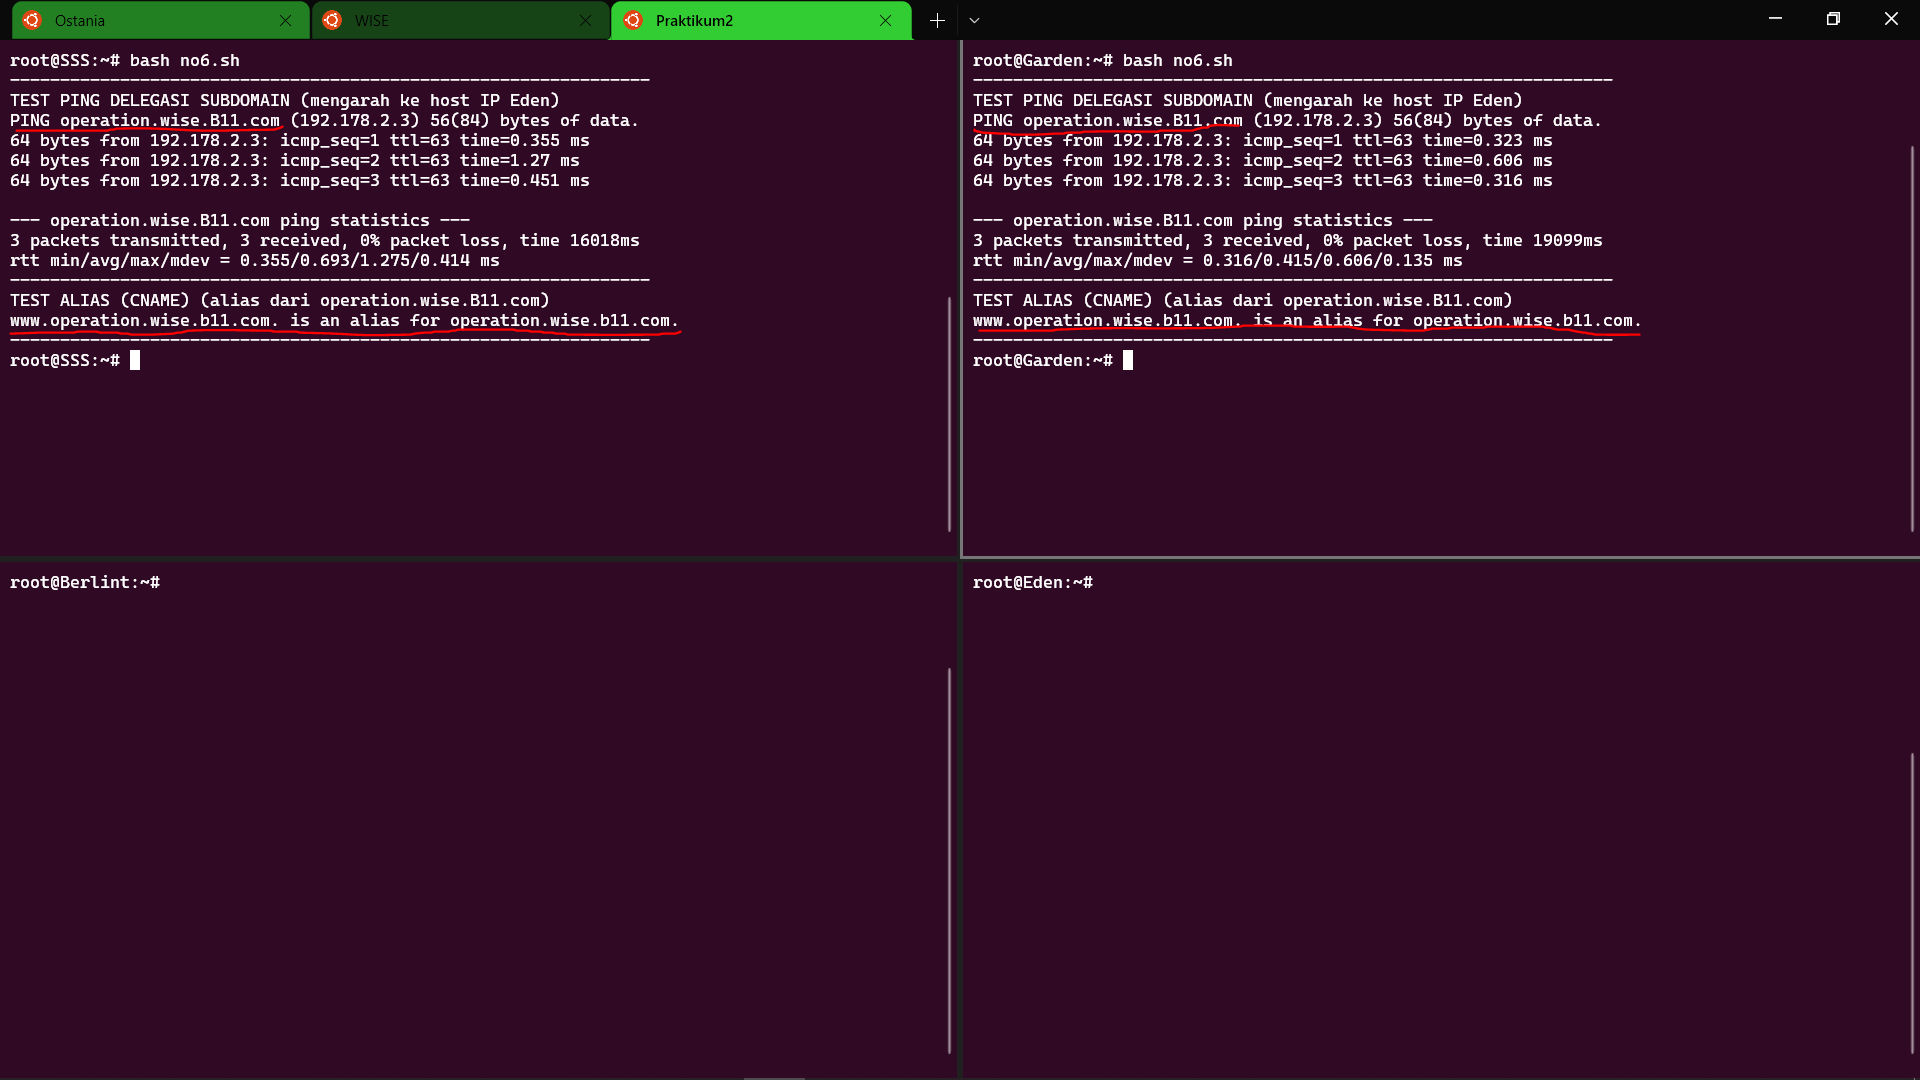 Ostania
WISE
Praktikum2
root@SSS:~# bash no6.sh
----------------------------------------------------------------
TEST PING DELEGASI SUBDOMAIN (mengarah ke host IP Eden)
PING operation.wise.B11.com (192.178.2.3) 56(84) bytes of data.
64 bytes from 192.178.2.3: icmp_seq=1 ttl=63 time=0.355 ms
64 bytes from 192.178.2.3: icmp_seq=2 ttl=63 time=1.27 ms
64 bytes from 192.178.2.3: icmp_seq=3 ttl=63 time=0.451 ms

--- operation.wise.B11.com ping statistics ---
3 packets transmitted, 3 received, 0% packet loss, time 16018ms
rtt min/avg/max/mdev = 0.355/0.693/1.275/0.414 ms
----------------------------------------------------------------
TEST ALIAS (CNAME) (alias dari operation.wise.B11.com)
www.operation.wise.b11.com. is an alias for operation.wise.b11.com.
----------------------------------------------------------------
root@SSS:~#
root@Garden:~# bash no6.sh
----------------------------------------------------------------
TEST PING DELEGASI SUBDOMAIN (mengarah ke host IP Eden)
PING operation.wise.B11.com (192.178.2.3) 56(84) bytes of data.
64 bytes from 192.178.2.3: icmp_seq=1 ttl=63 time=0.323 ms
64 bytes from 192.178.2.3: icmp_seq=2 ttl=63 time=0.606 ms
64 bytes from 192.178.2.3: icmp_seq=3 ttl=63 time=0.316 ms

--- operation.wise.B11.com ping statistics ---
3 packets transmitted, 3 received, 0% packet loss, time 19099ms
rtt min/avg/max/mdev = 0.316/0.415/0.606/0.135 ms
----------------------------------------------------------------
TEST ALIAS (CNAME) (alias dari operation.wise.B11.com)
www.operation.wise.b11.com. is an alias for operation.wise.b11.com.
----------------------------------------------------------------
root@Garden:~#
root@Berlint:~#
root@Eden:~#